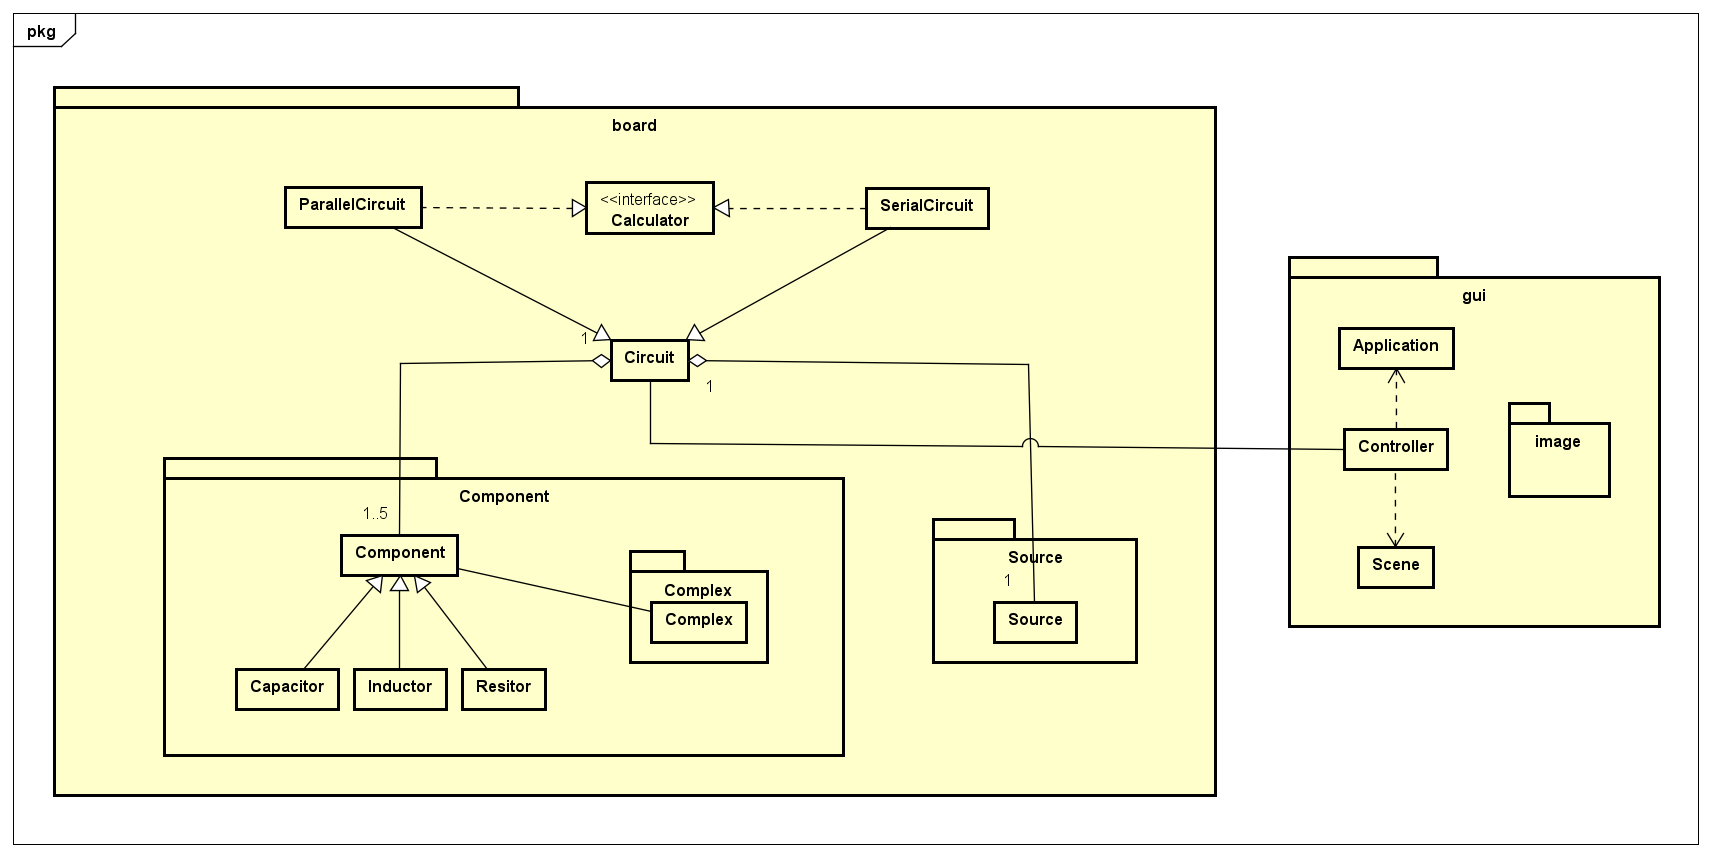 pkg
board
ParallelCircuit
<<interface>>
Calculator
SerialCircuit
gui
Application
1
Circuit
1
image
Controller
Component
1..5
Component
Source
1
Scene
Complex
Complex
Source
Capacitor
Inductor
Resitor